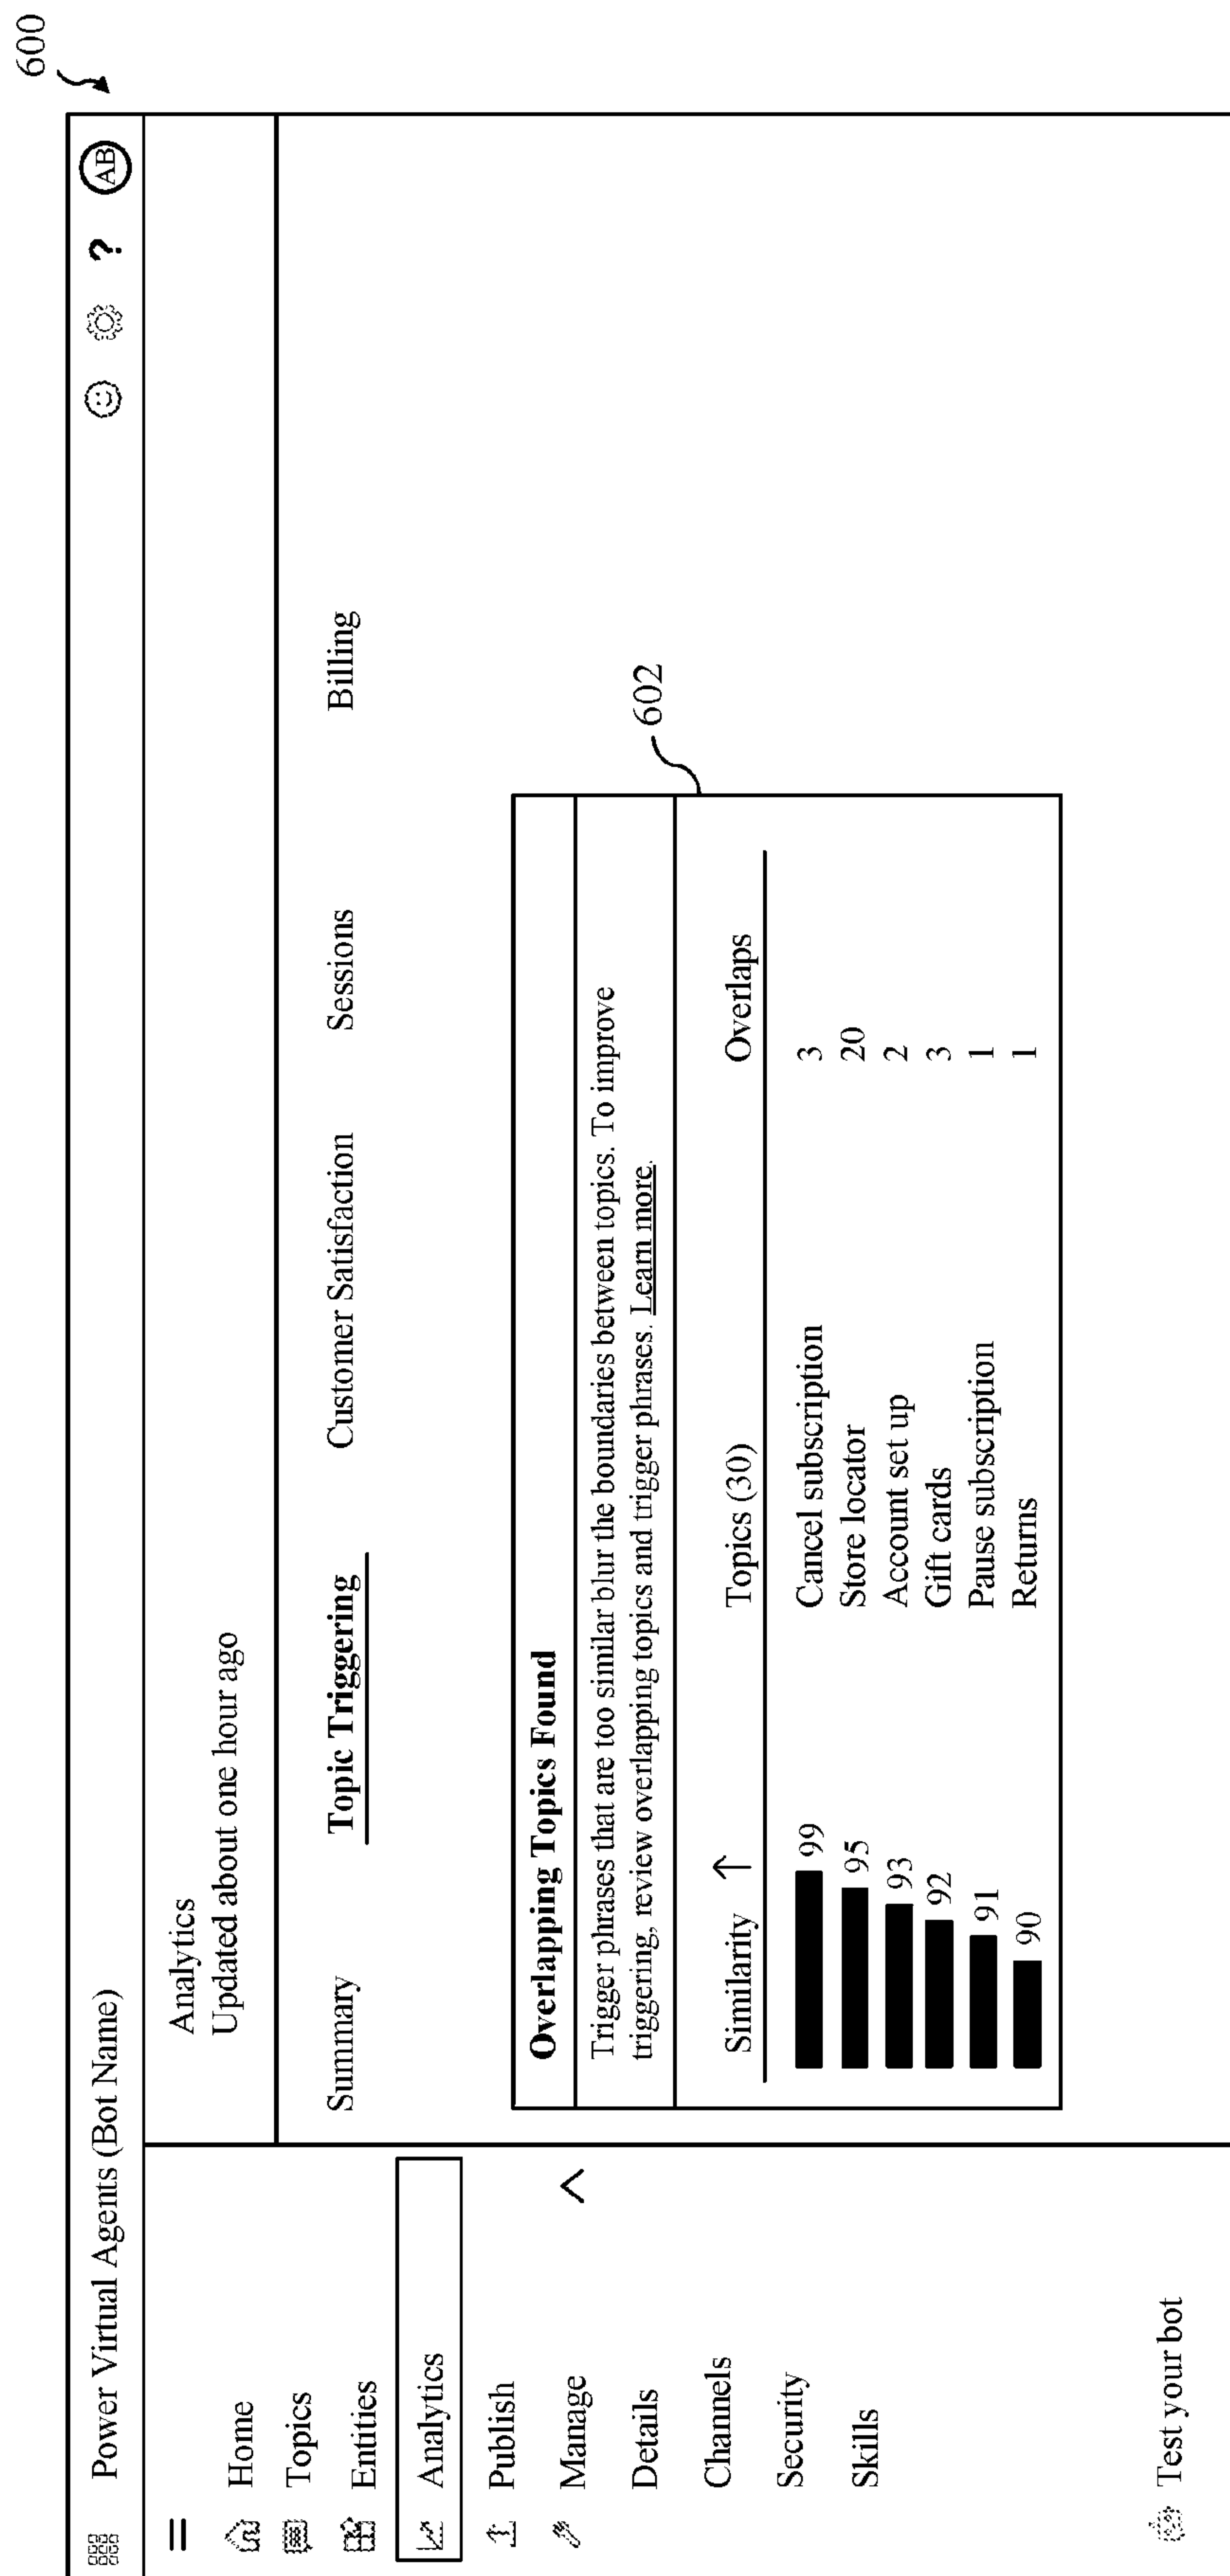 600
Power Virtual Agents (Bot Name)
? AB
Analytics
Updated about one hour ago
Home
Topics
Entities
Analytics
Publish
Manage
Details
Channels
Security
Skills
Test your bot
Summary Topic Triggering Customer Satisfaction Sessions Billing
602
Overlapping Topics Found
Trigger phrases that are too similar blur the boundaries between topics. To improve
triggering, review overlapping topics and trigger phrases. Learn more.
Similarity ↑ Topics (30) Overlaps
99 Cancel subscription 3
95 Store locator 20
93 Account set up 2
92 Gift cards 3
91 Pause subscription 1
90 Returns 1